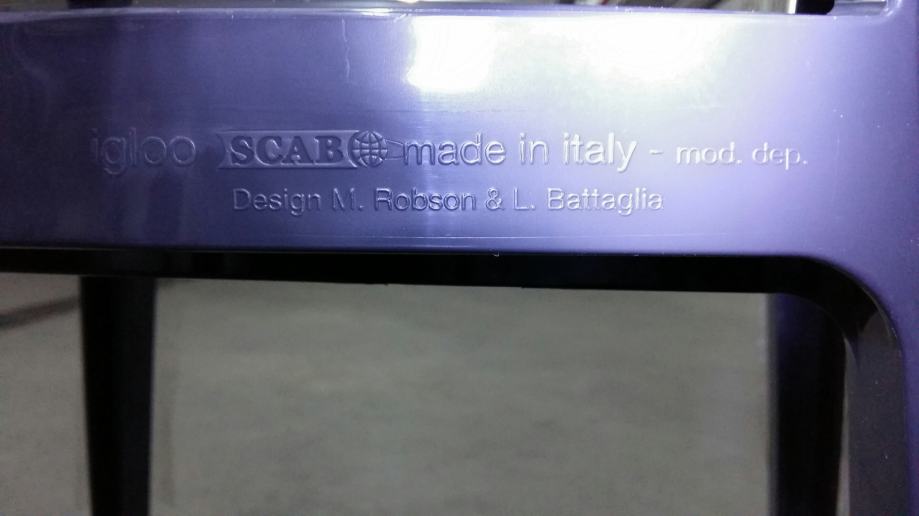 igloo SCAB made in italy - mod. dep.
Design M. Robson & L. Battaglia